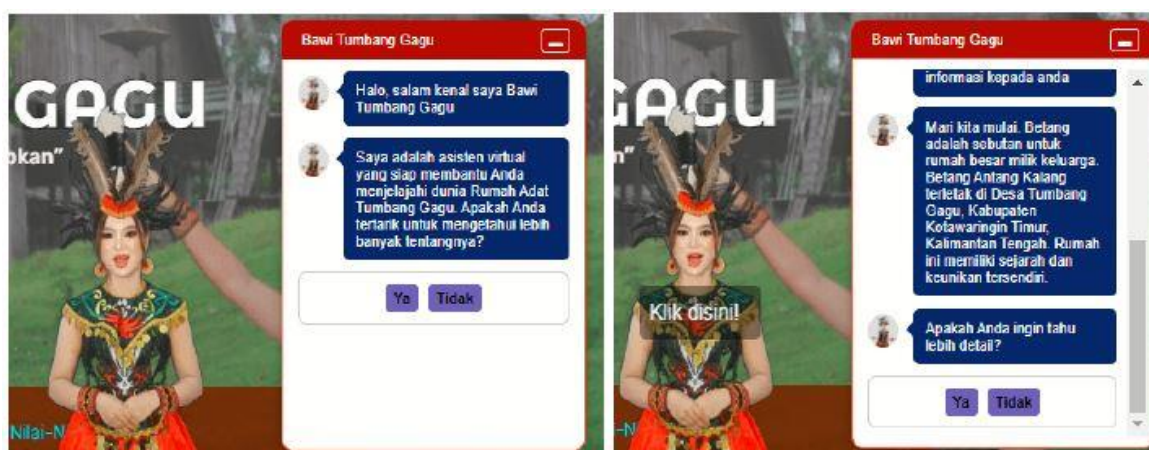 GAGU
pkan"
Nilai-N
Bawi Tumbang Gagu
Halo, salam kenal saya Bawi
Tumbang Gagu
Saya adalah asisten virtual
yang siap membantu Anda
menjelajahi dunia Rumah Adat
Tumbang Gagu. Apakah Anda
tertarik untuk mengetahui lebih
banyak tentangnya?
Ya Tidak
GAGU
n"
Klik disini!
i-N
Bawi Tumbang Gagu
informasi kepada anda
Mari kita mulai. Betang
adalah sebutan untuk
rumah besar milik keluarga.
Betang Antang Kalang
terletak di Desa Tumbang
Gagu, Kabupaten
Kotawaringin Timur,
Kalimantan Tengah. Rumah
ini memiliki sejarah dan
keunikan tersendiri.
Apakah Anda ingin tahu
lebih detail?
Ya Tidak